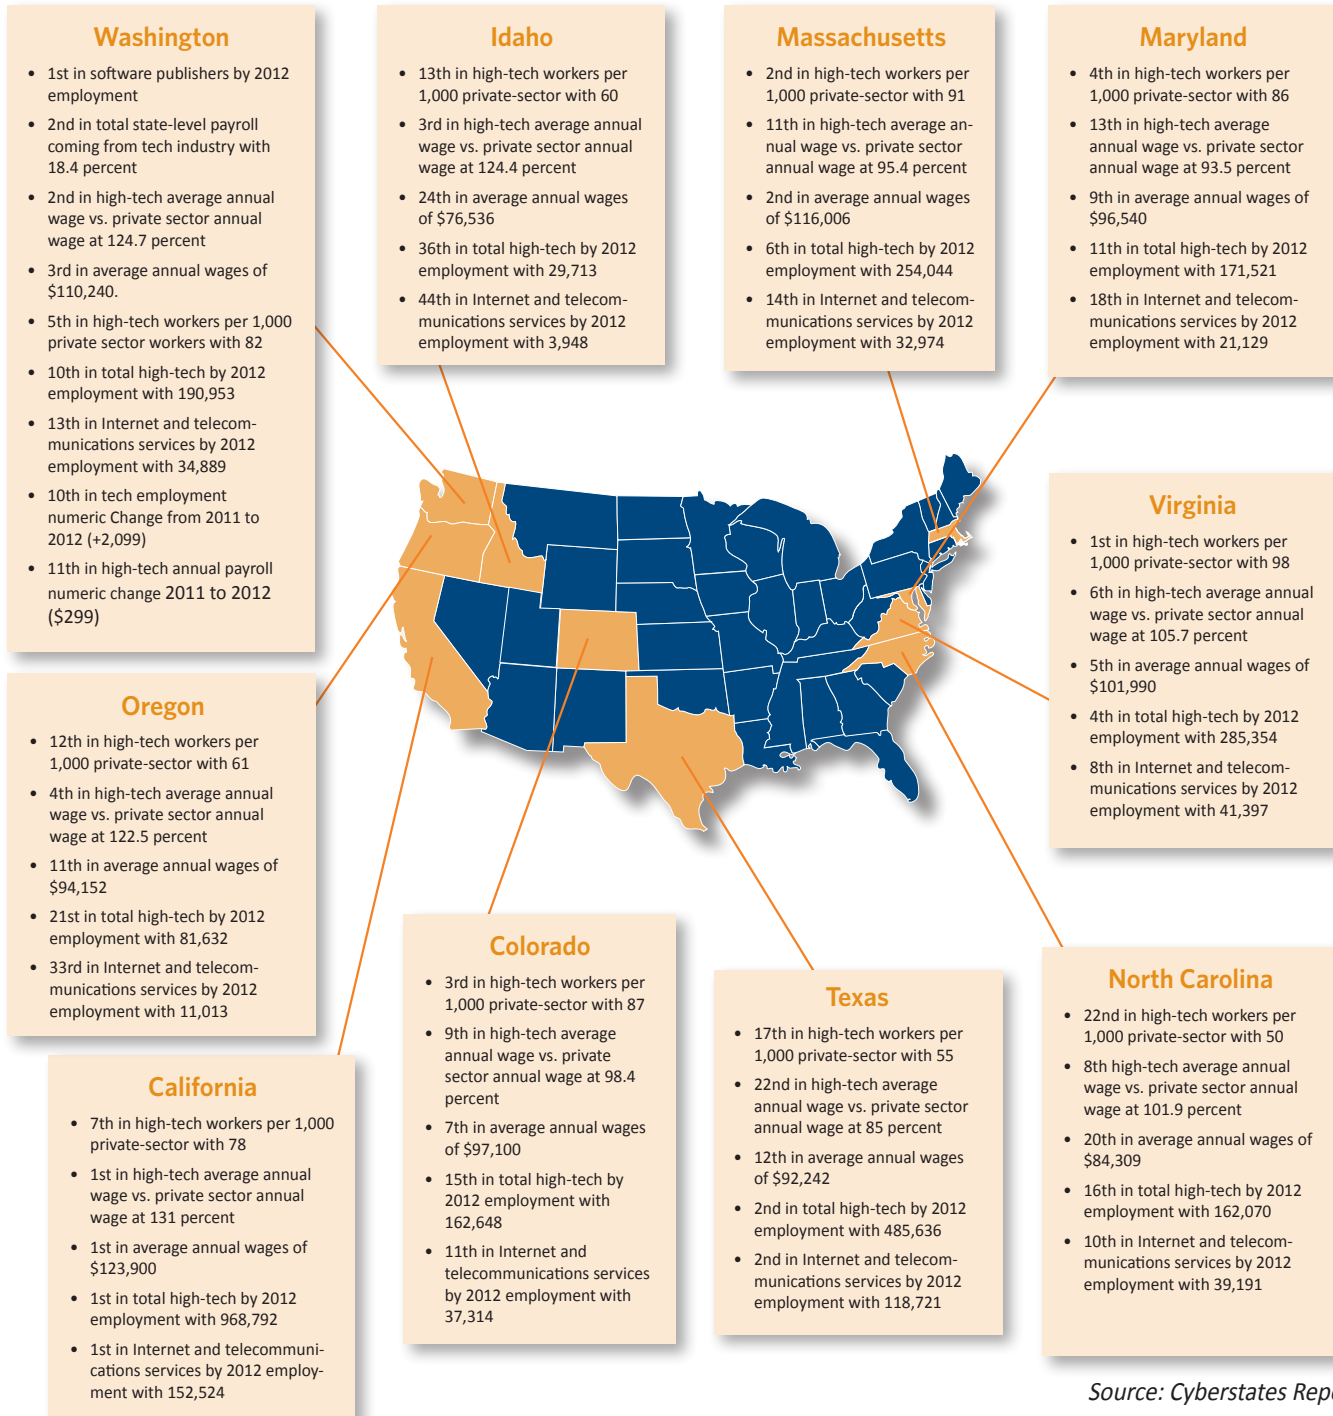 Washington
• 1st in software publishers by 2012
employment
• 2nd in total state-level payroll
coming from tech industry with
18.4 percent
• 2nd in high-tech average annual
wage vs. private sector annual
wage at 124.7 percent
• 3rd in average annual wages of
$110,240.
• 5th in high-tech workers per 1,000
private sector workers with 82
• 10th in total high-tech by 2012
employment with 190,953
• 13th in Internet and telecom-
munications services by 2012
employment with 34,889
• 10th in tech employment
numeric Change from 2011 to
2012 (+2,099)
• 11th in high-tech annual payroll
numeric change 2011 to 2012
($299)
Idaho
• 13th in high-tech workers per
1,000 private-sector with 60
• 3rd in high-tech average annual
wage vs. private sector annual
wage at 124.4 percent
• 24th in average annual wages
of $76,536
• 36th in total high-tech by 2012
employment with 29,713
• 44th in Internet and telecom-
munications services by 2012
employment with 3,948
Massachusetts
• 2nd in high-tech workers per
1,000 private-sector with 91
• 11th in high-tech average an-
nual wage vs. private sector
annual wage at 95.4 percent
• 2nd in average annual wages
of $116,006
• 6th in total high-tech by 2012
employment with 254,044
• 14th in Internet and telecom-
munications services by 2012
employment with 32,974
Maryland
• 4th in high-tech workers per
1,000 private-sector with 86
• 13th in high-tech average
annual wage vs. private sector
annual wage at 93.5 percent
• 9th in average annual wages of
$96,540
• 11th in total high-tech by 2012
employment with 171,521
• 18th in Internet and telecom-
munications services by 2012
employment with 21,129
Virginia
• 1st in high-tech workers per
1,000 private-sector with 98
• 6th in high-tech average annual
wage vs. private sector annual
wage at 105.7 percent
• 5th in average annual wages of
$101,990
• 4th in total high-tech by 2012
employment with 285,354
• 8th in Internet and telecom-
munications services by 2012
employment with 41,397
Oregon
• 12th in high-tech workers per
1,000 private-sector with 61
• 4th in high-tech average annual
wage vs. private sector annual
wage at 122.5 percent
• 11th in average annual wages of
$94,152
• 21st in total high-tech by 2012
employment with 81,632
• 33rd in Internet and telecom-
munications services by 2012
employment with 11,013
California
• 7th in high-tech workers per 1,000
private-sector with 78
• 1st in high-tech average annual
wage vs. private sector annual
wage at 131 percent
• 1st in average annual wages of
$123,900
• 1st in total high-tech by 2012
employment with 968,792
• 1st in Internet and telecommuni-
cations services by 2012 employ-
ment with 152,524
Colorado
• 3rd in high-tech workers per
1,000 private-sector with 87
• 9th in high-tech average
annual wage vs. private
sector annual wage at 98.4
percent
• 7th in average annual wages
of $97,100
• 15th in total high-tech by
2012 employment with
162,648
• 11th in Internet and
telecommunications services
by 2012 employment with
37,314
Texas
• 17th in high-tech workers per
1,000 private-sector with 55
• 22nd in high-tech average
annual wage vs. private sector
annual wage at 85 percent
• 12th in average annual wages
of $92,242
• 2nd in total high-tech by 2012
employment with 485,636
• 2nd in Internet and telecom-
munications services by 2012
employment with 118,721
North Carolina
• 22nd in high-tech workers per
1,000 private-sector with 50
• 8th high-tech average annual
wage vs. private sector annual
wage at 101.9 percent
• 20th in average annual wages of
$84,309
• 16th in total high-tech by 2012
employment with 162,070
• 10th in Internet and telecom-
munications services by 2012
employment with 39,191
Source: Cyberstates